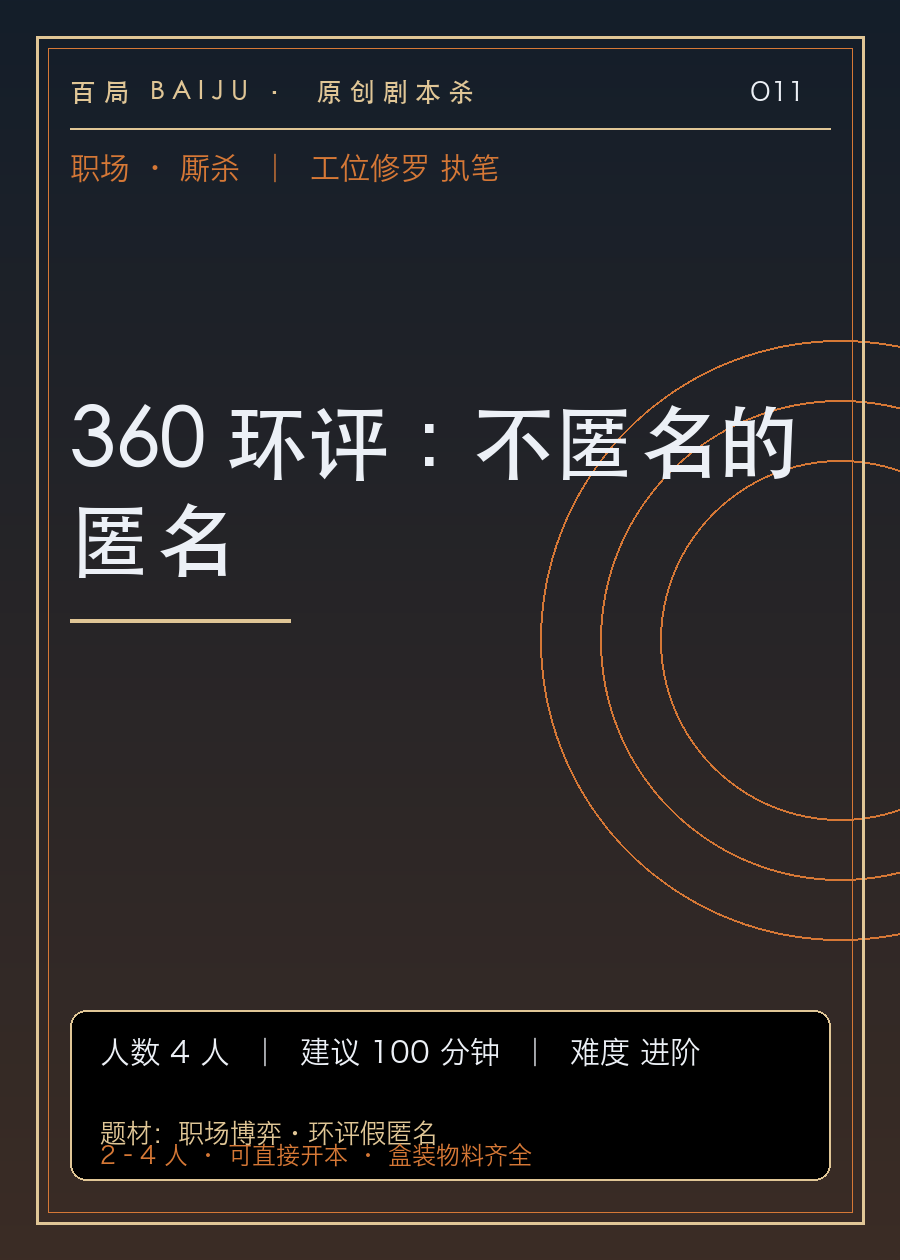 百局 BAIJU · 原创剧本杀 011
职场 · 厮杀 ｜ 工位修罗 执笔
360 环评：不匿名的
匿名
人数 4 人 ｜ 建议 100 分钟 ｜ 难度 进阶
题材：职场博弈·环评假匿名
2-4 人 · 可直接开本 · 盒装物料齐全